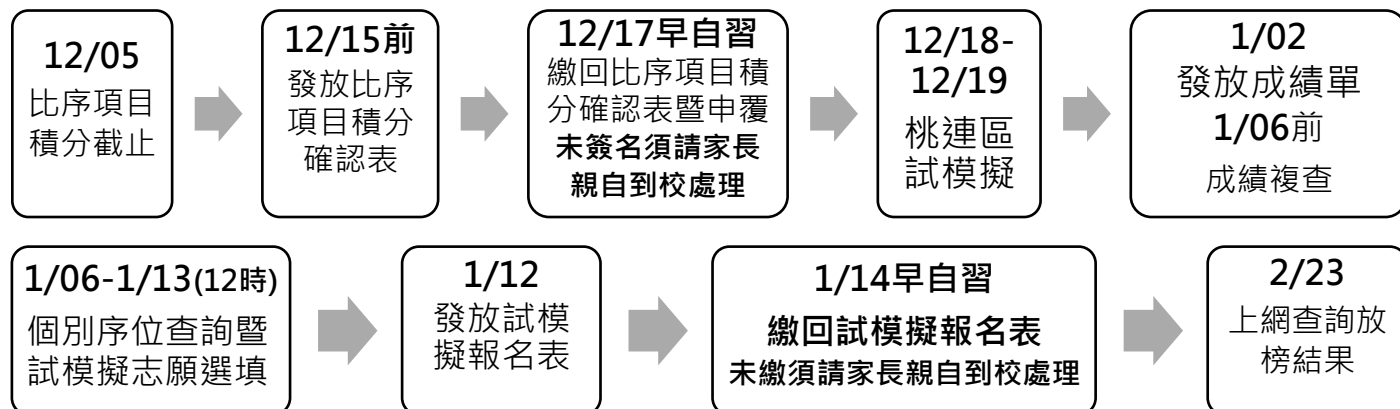 12/05
比序項目
積分截止
12/15前
發放比序
項目積分
確認表
12/17早自習
繳回比序項目積
分確認表暨申覆
未簽名須請家長
親自到校處理
12/18-
12/19
桃連區
試模擬
1/02
發放成績單
1/06前
成績複查
1/06-1/13(12時)
個別序位查詢暨
試模擬志願選填
1/12
發放試模
擬報名表
1/14早自習
繳回試模擬報名表
未繳須請家長親自到校處理
2/23
上網查詢放
榜結果